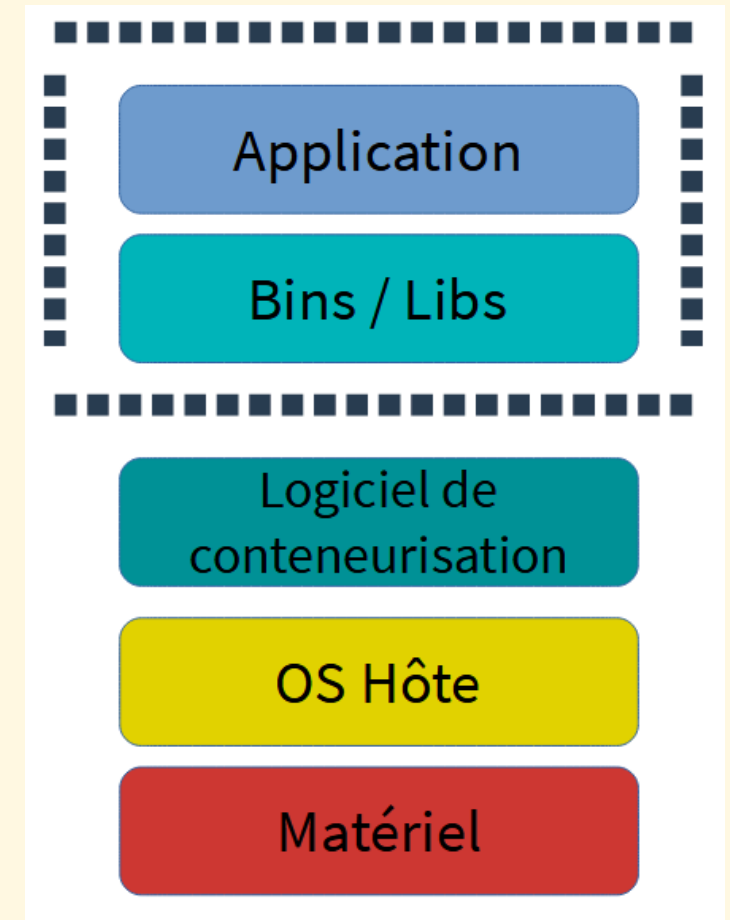 Application
Bins / Libs
Logiciel de
conteneurisation
OS Hôte
Matériel